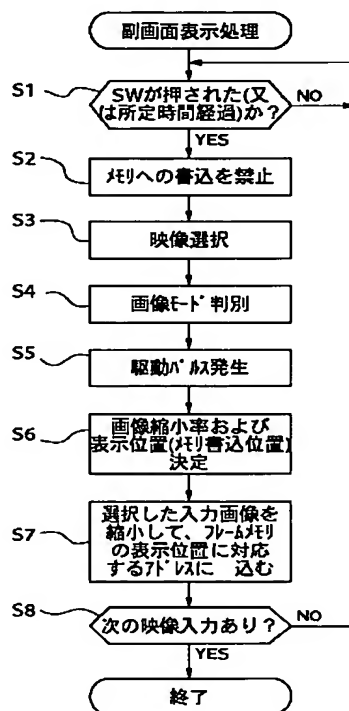 副画面表示処理
S1
SWが押された(又
は所定時間経過)か?
NO
YES
S2
ﾒﾓﾘへの書込を禁止
S3
映像選択
S4
画像ﾓｰﾄﾞ判別
S5
駆動ﾊﾟﾙｽ発生
S6
画像縮小率および
表示位置(ﾒﾓﾘ書込位置)
決定
S7
選択した入力画像を
縮小して、ﾌﾚｰﾑﾒﾓﾘ
の表示位置に対応
するｱﾄﾞﾚｽに 込む
S8
次の映像入力あり?
NO
YES
終了